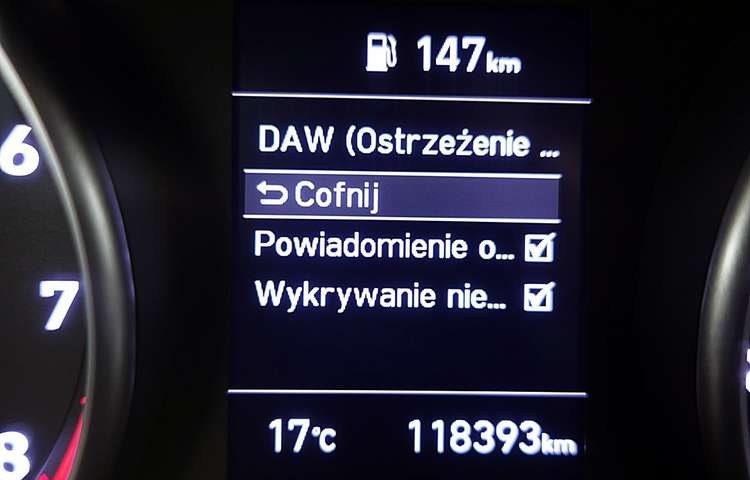 147km
DAW (Ostrzeżenie ...
Cofnij
Powiadomienie o...
Wykrywanie nie...
17°C
118393km
6
7
8